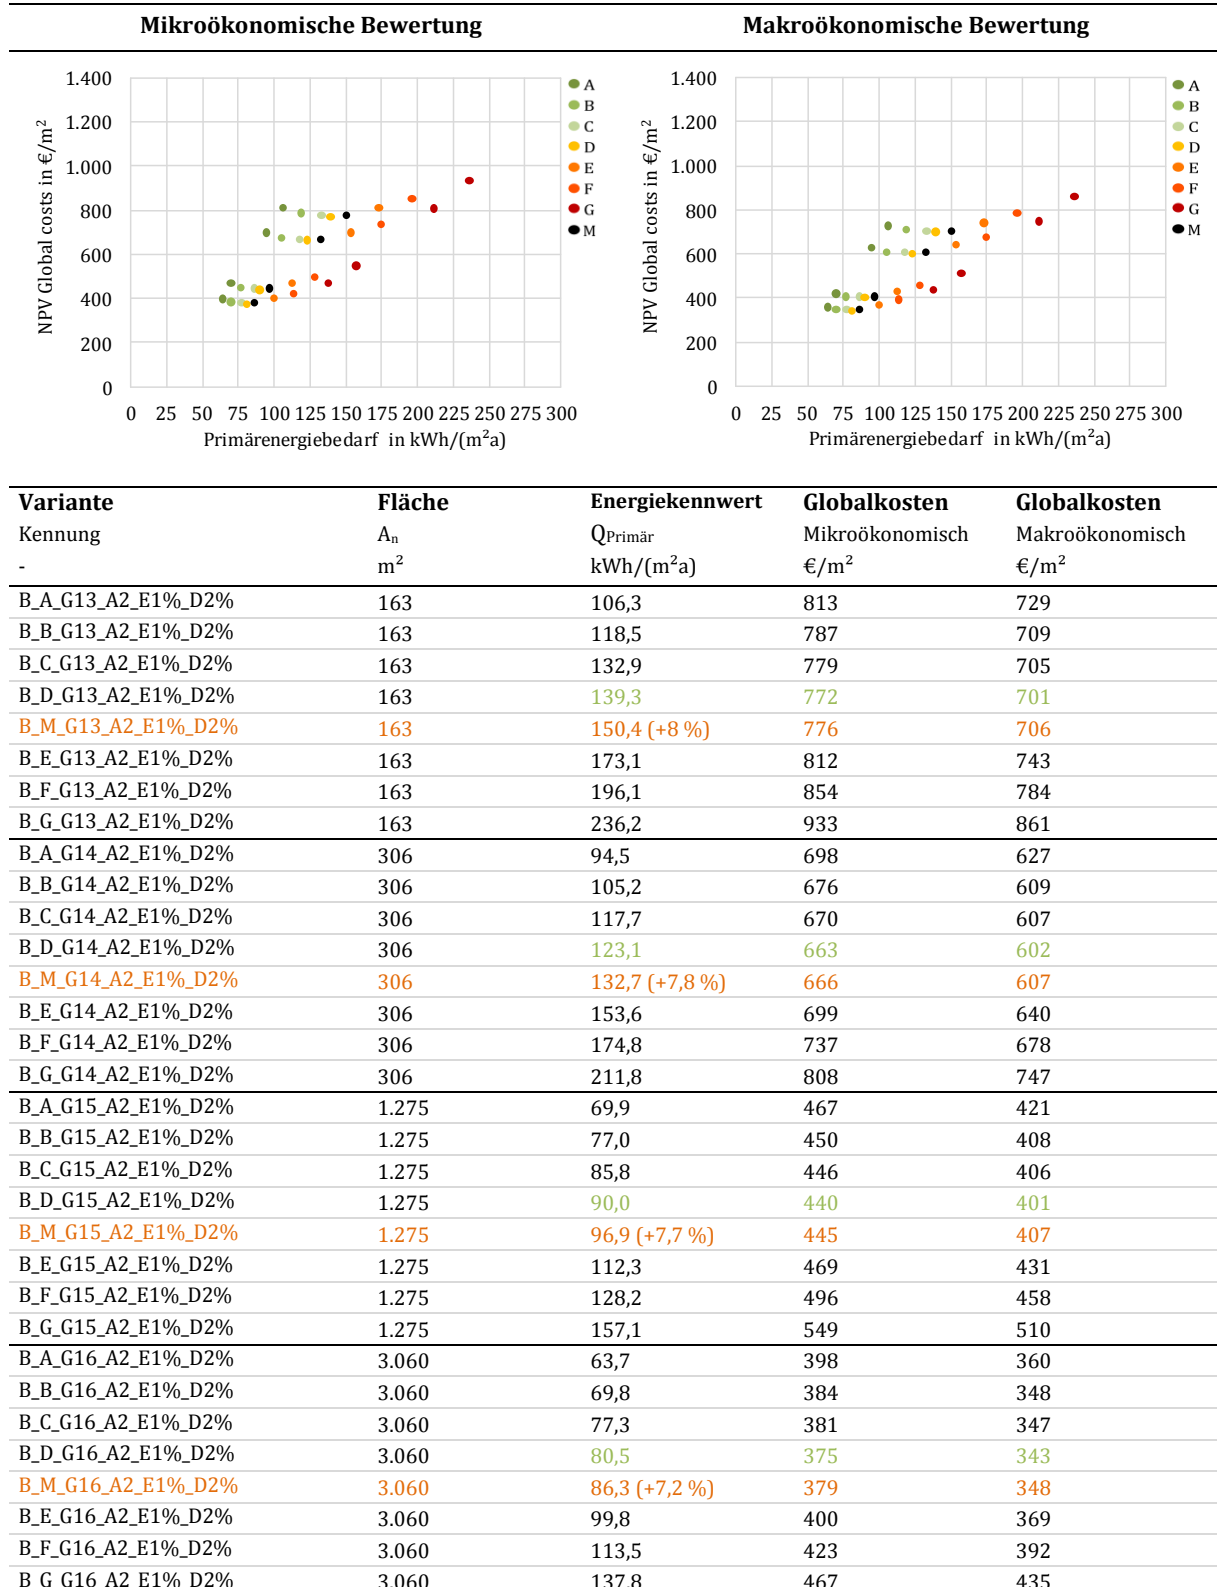 Mikroökonomische Bewertung Makroökonomische Bewertung
NPV Global costs in €/m²
1.400
1.200
1.000
800
600
400
200
0
0 25 50 75 100 125 150 175 200 225 250 275 300
Primärenergiebedarf in kWh/(m²a)
A
B
C
D
E
F
G
M
NPV Global costs in €/m²
1.400
1.200
1.000
800
600
400
200
0
0 25 50 75 100 125 150 175 200 225 250 275 300
Primärenergiebedarf in kWh/(m²a)
A
B
C
D
E
F
G
M
Variante Fläche Energiekennwert Globalkosten Globalkosten
Kennung Aₙ QPrimär Mikroökonomisch Makroökonomisch
- m² kWh/(m²a) €/m² €/m²
B_A_G13_A2_E1%_D2% 163 106,3 813 729
B_B_G13_A2_E1%_D2% 163 118,5 787 709
B_C_G13_A2_E1%_D2% 163 132,9 779 705
B_D_G13_A2_E1%_D2% 163 139,3 772 701
B_M_G13_A2_E1%_D2% 163 150,4 (+8 %) 776 706
B_E_G13_A2_E1%_D2% 163 173,1 812 743
B_F_G13_A2_E1%_D2% 163 196,1 854 784
B_G_G13_A2_E1%_D2% 163 236,2 933 861
B_A_G14_A2_E1%_D2% 306 94,5 698 627
B_B_G14_A2_E1%_D2% 306 105,2 676 609
B_C_G14_A2_E1%_D2% 306 117,7 670 607
B_D_G14_A2_E1%_D2% 306 123,1 663 602
B_M_G14_A2_E1%_D2% 306 132,7 (+7,8 %) 666 607
B_E_G14_A2_E1%_D2% 306 153,6 699 640
B_F_G14_A2_E1%_D2% 306 174,8 737 678
B_G_G14_A2_E1%_D2% 306 211,8 808 747
B_A_G15_A2_E1%_D2% 1.275 69,9 467 421
B_B_G15_A2_E1%_D2% 1.275 77,0 450 408
B_C_G15_A2_E1%_D2% 1.275 85,8 446 406
B_D_G15_A2_E1%_D2% 1.275 90,0 440 401
B_M_G15_A2_E1%_D2% 1.275 96,9 (+7,7 %) 445 407
B_E_G15_A2_E1%_D2% 1.275 112,3 469 431
B_F_G15_A2_E1%_D2% 1.275 128,2 496 458
B_G_G15_A2_E1%_D2% 1.275 157,1 549 510
B_A_G16_A2_E1%_D2% 3.060 63,7 398 360
B_B_G16_A2_E1%_D2% 3.060 69,8 384 348
B_C_G16_A2_E1%_D2% 3.060 77,3 381 347
B_D_G16_A2_E1%_D2% 3.060 80,5 375 343
B_M_G16_A2_E1%_D2% 3.060 86,3 (+7,2 %) 379 348
B_E_G16_A2_E1%_D2% 3.060 99,8 400 369
B_F_G16_A2_E1%_D2% 3.060 113,5 423 392
B_G_G16_A2_E1%_D2% 3.060 137,8 467 435